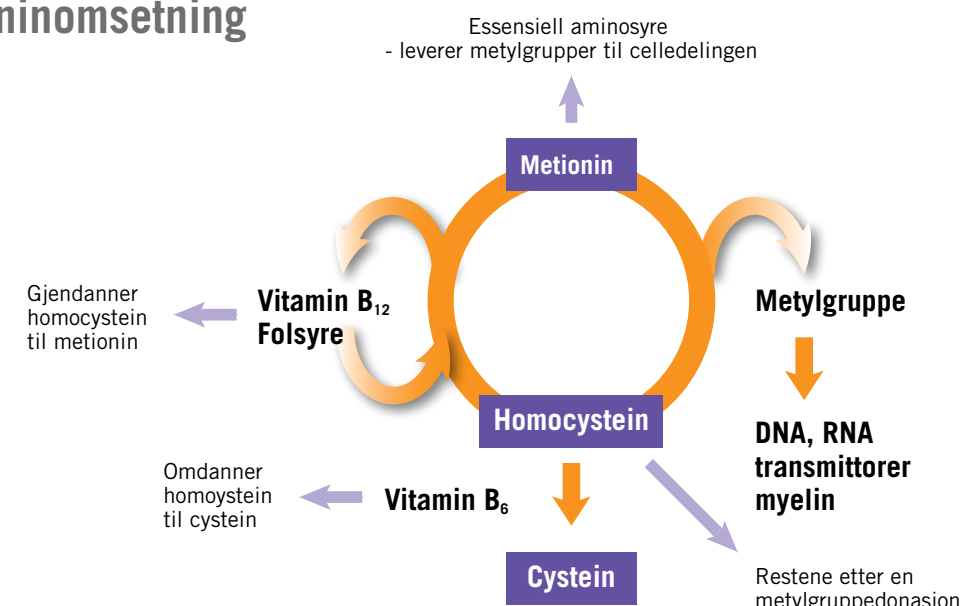 ninomsetning
Essensiell aminosyre
- leverer metylgrupper til celledelingen
Metionin
Gjendanner
homocystein
til metionin
Vitamin B₁₂
Folsyre
Metylgruppe
Homocystein
DNA, RNA
transmittorer
myelin
Omdanner
homoystein
til cystein
Vitamin B₆
Cystein
Restene etter en
metylgruppedonasjon